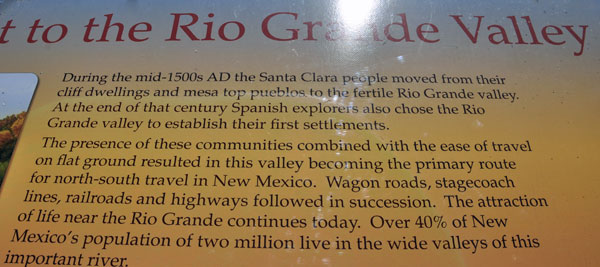 t to the Rio Grande Valley
During the mid-1500s AD the Santa Clara people moved from their
cliff dwellings and mesa top pueblos to the fertile Rio Grande valley.
At the end of that century Spanish explorers also chose the Rio
Grande valley to establish their first settlements.
The presence of these communities combined with the ease of travel
on flat ground resulted in this valley becoming the primary route
for north-south travel in New Mexico. Wagon roads, stagecoach
lines, railroads and highways followed in succession. The attraction
of life near the Rio Grande continues today. Over 40% of New
Mexico's population of two million live in the wide valleys of this
important river.